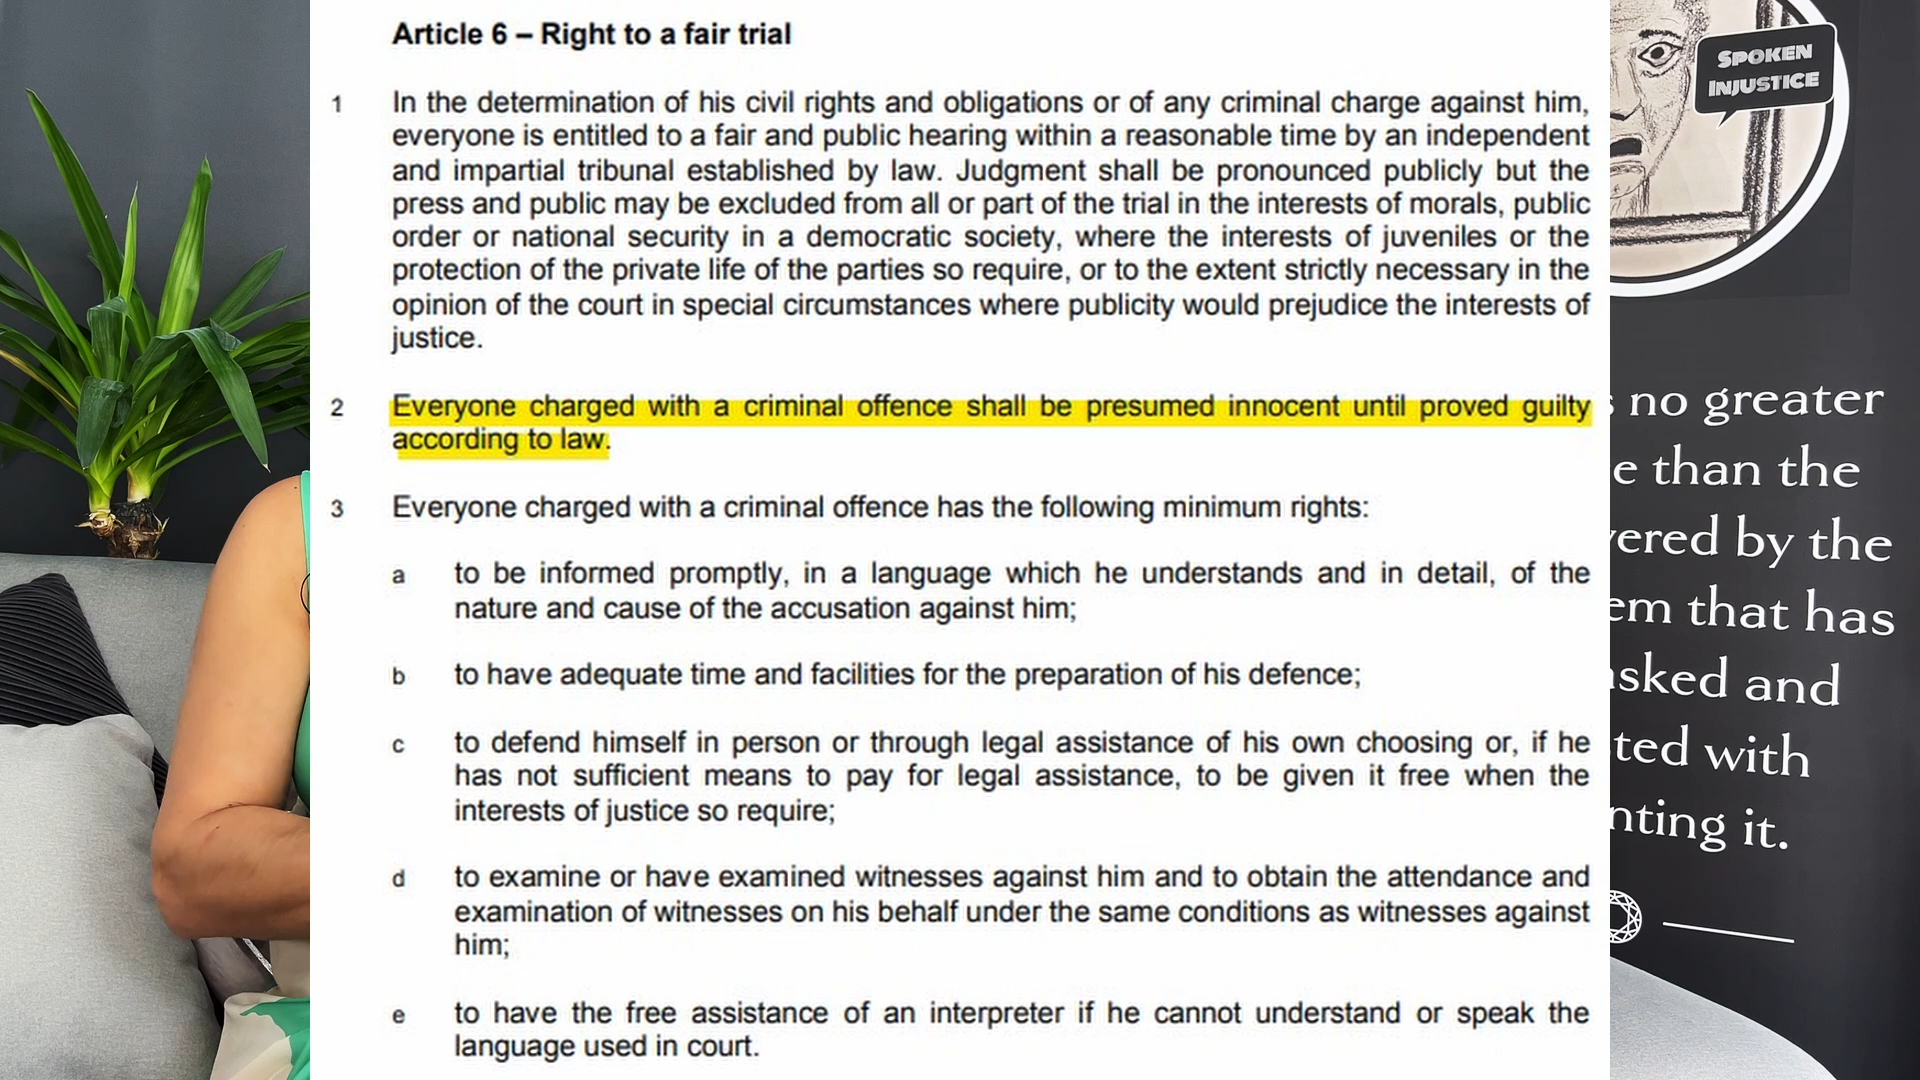 Article 6 – Right to a fair trial
1 In the determination of his civil rights and obligations or of any criminal charge against him,
everyone is entitled to a fair and public hearing within a reasonable time by an independent
and impartial tribunal established by law. Judgment shall be pronounced publicly but the
press and public may be excluded from all or part of the trial in the interests of morals, public
order or national security in a democratic society, where the interests of juveniles or the
protection of the private life of the parties so require, or to the extent strictly necessary in the
opinion of the court in special circumstances where publicity would prejudice the interests of
justice.
2 Everyone charged with a criminal offence shall be presumed innocent until proved guilty
according to law.
3 Everyone charged with a criminal offence has the following minimum rights:
a to be informed promptly, in a language which he understands and in detail, of the
nature and cause of the accusation against him;
b to have adequate time and facilities for the preparation of his defence;
c to defend himself in person or through legal assistance of his own choosing or, if he
has not sufficient means to pay for legal assistance, to be given it free when the
interests of justice so require;
d to examine or have examined witnesses against him and to obtain the attendance and
examination of witnesses on his behalf under the same conditions as witnesses against
him;
e to have the free assistance of an interpreter if he cannot understand or speak the
language used in court.
SPOKEN
INJUSTICE
no greater
than the
by the
that has
and
with
it.